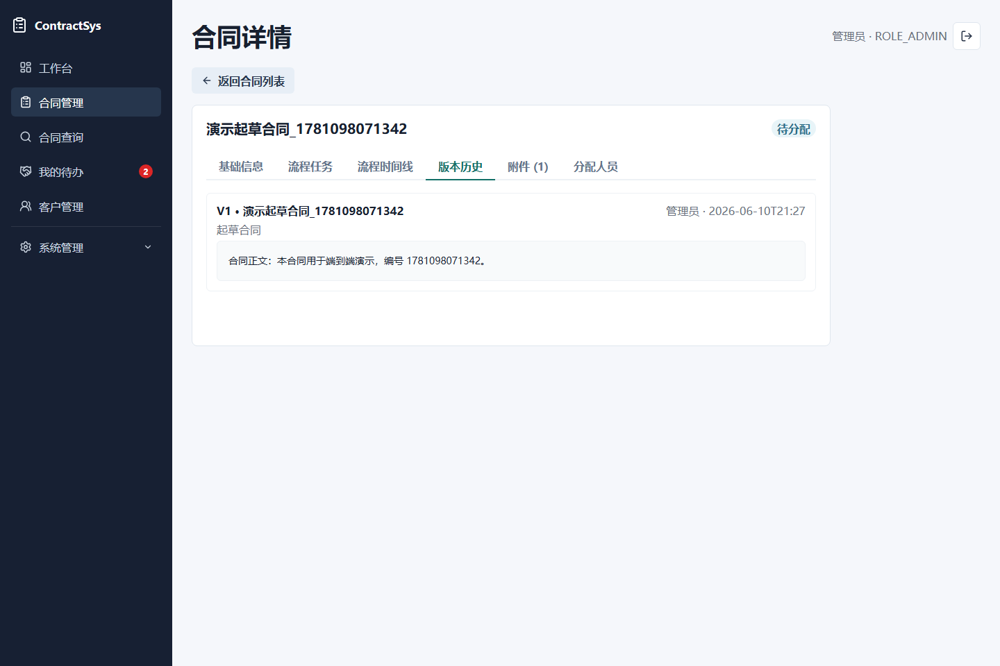 ContractSys
工作台
合同管理
合同查询
我的待办 2
客户管理
系统管理
合同详情
管理员 · ROLE_ADMIN
返回合同列表
演示起草合同_1781098071342
待分配
基础信息 流程任务 流程时间线 版本历史 附件 (1) 分配人员
V1 • 演示起草合同_1781098071342
管理员 · 2026-06-10T21:27
起草合同
合同正文：本合同用于端到端演示，编号 1781098071342。